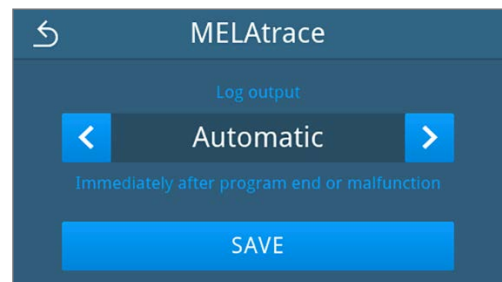 MELAtrace
Log output
Automatic
Immediately after program end or malfunction
SAVE